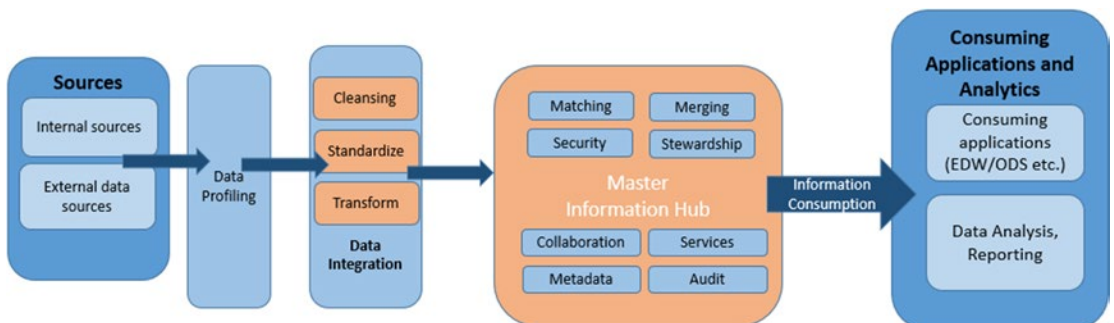 Sources
Internal sources
External data
sources
Data
Profiling
Cleansing
Standardize
Transform
Data
Integration
Matching
Merging
Security
Stewardship
Master
Information Hub
Collaboration
Services
Metadata
Audit
Information
Consumption
Consuming
Applications and
Analytics
Consuming
applications
(EDW/ODS etc.)
Data Analysis,
Reporting